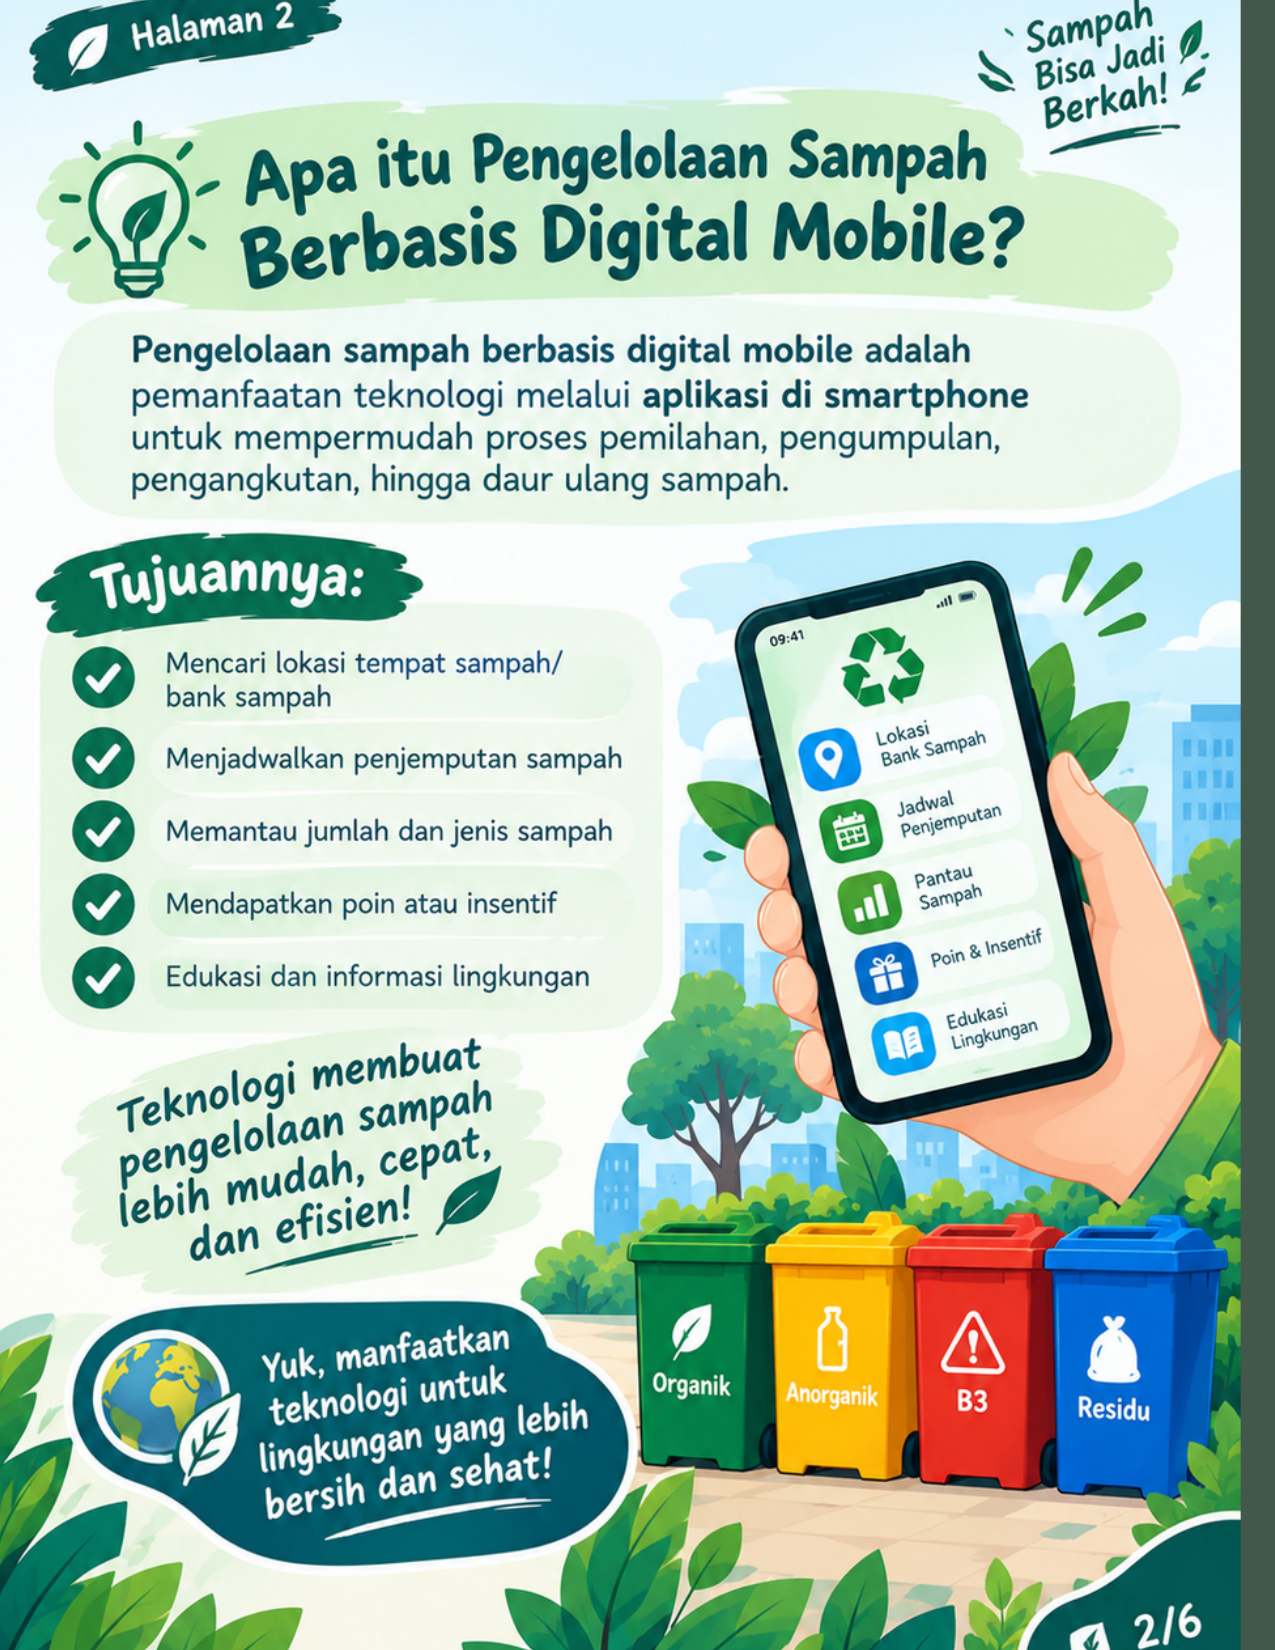 Halaman 2
Sampah
Bisa Jadi
Berkah!
Apa itu Pengelolaan Sampah
Berbasis Digital Mobile?
Pengelolaan sampah berbasis digital mobile adalah
pemanfaatan teknologi melalui aplikasi di smartphone
untuk mempermudah proses pemilahan, pengumpulan,
pengangkutan, hingga daur ulang sampah.
Tujuannya:
Mencari lokasi tempat sampah/
bank sampah
Menjadwalkan penjemputan sampah
Memantau jumlah dan jenis sampah
Mendapatkan poin atau insentif
Edukasi dan informasi lingkungan
09:41
Lokasi
Bank Sampah
Jadwal
Penjemputan
Pantau
Sampah
Poin & Insentif
Edukasi
Lingkungan
Teknologi membuat
pengelolaan sampah
lebih mudah, cepat,
dan efisien!
Organik
Anorganik
B3
Residu
Yuk, manfaatkan
teknologi untuk
lingkungan yang lebih
bersih dan sehat!
2/6